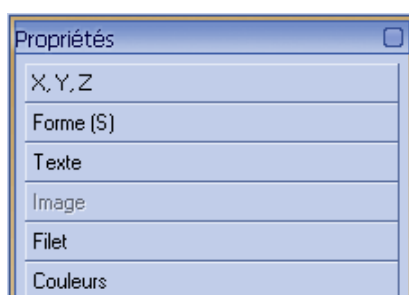 Propriétés
X, Y, Z
Forme (S)
Texte
Image
Filet
Couleurs